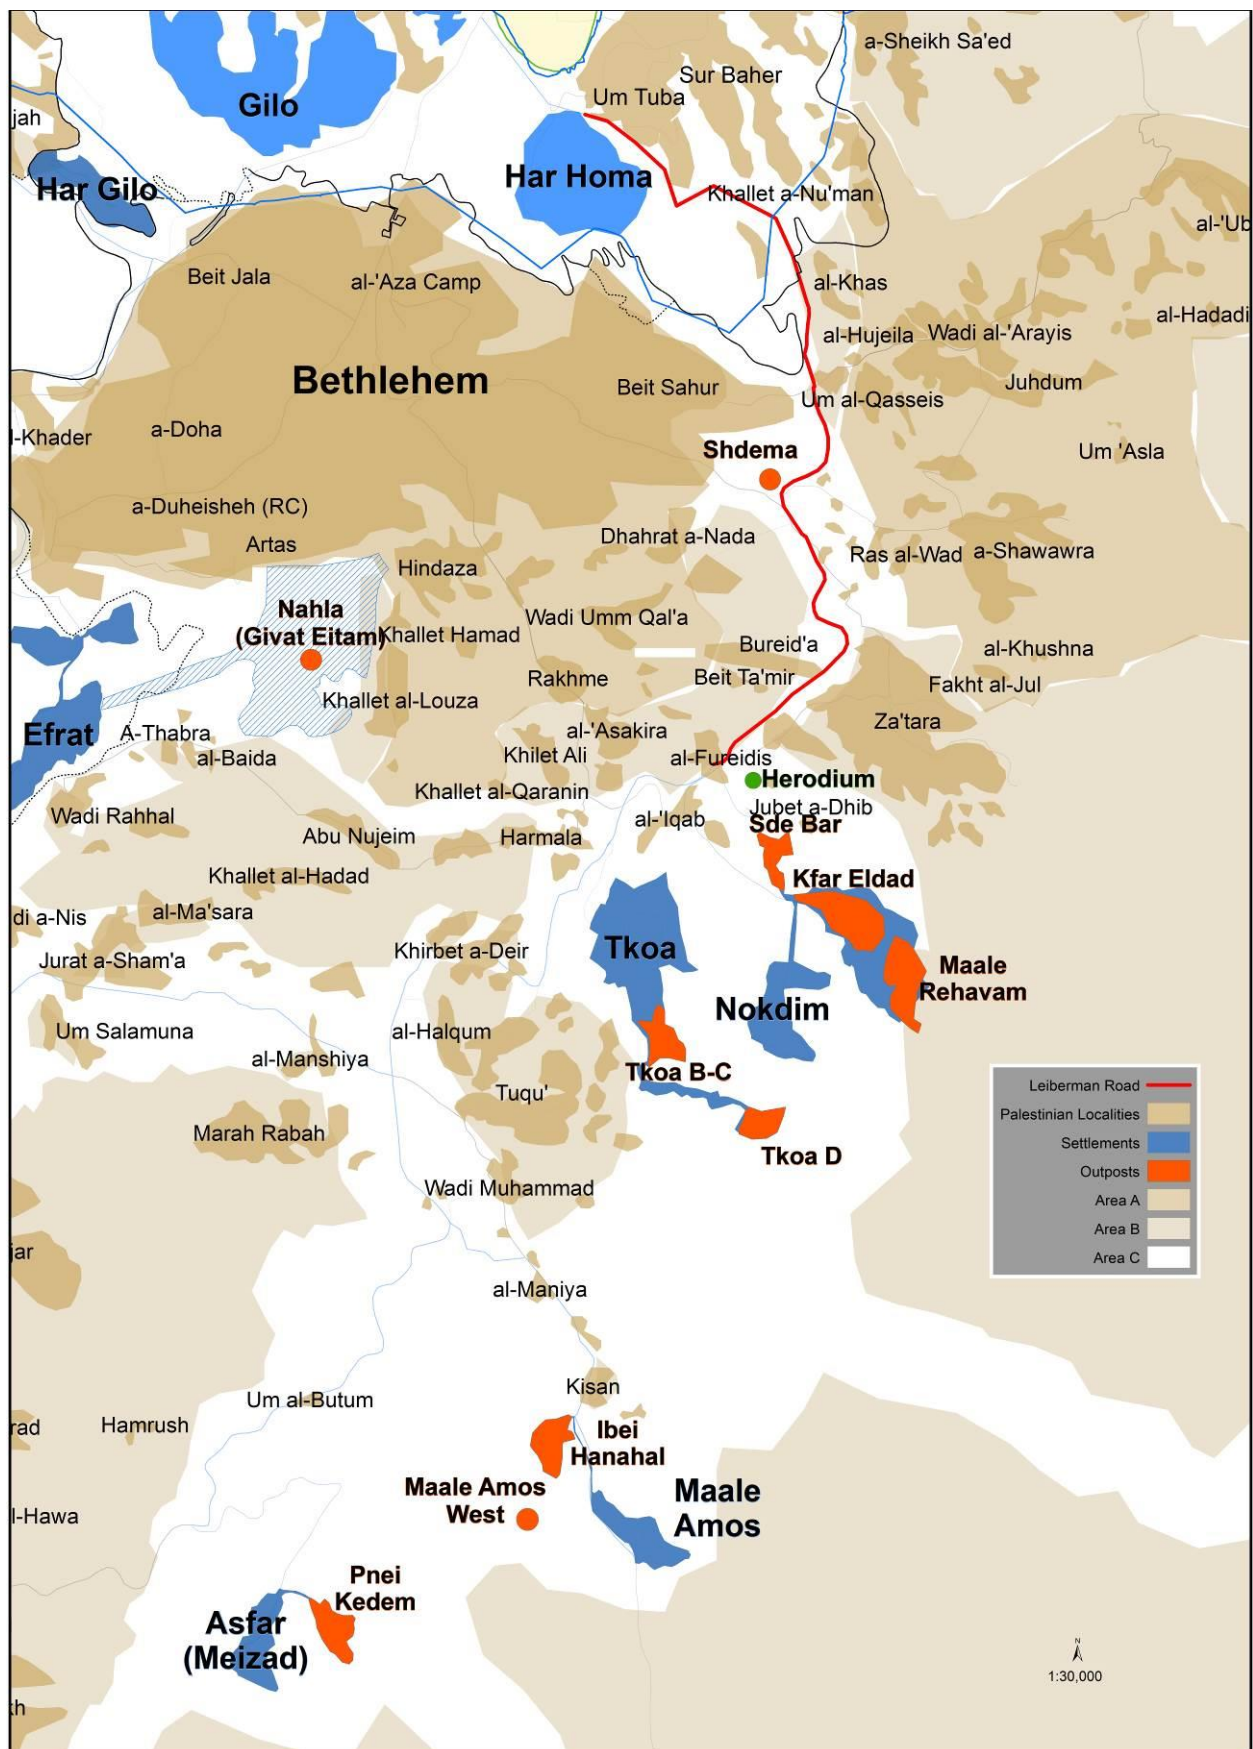 a-Sheikh Sa'ed
Sur Baher
Um Tuba
Gilo
jah
Har Gilo
Har Homa
Khallet a-Nu'man
al-'Ub
Beit Jala
al-'Aza Camp
al-Khas
al-Hadadi
al-Hujeila
Wadi al-'Arayis
Bethlehem
Beit Sahur
Juhdum
Um al-Qasseis
l-Khader
a-Doha
Shdema
Um 'Asla
a-Duheisheh (RC)
Artas
Dhahrat a-Nada
Ras al-Wad
a-Shawawra
Hindaza
Nahla
(Givat Eitam)
Khallet Hamad
Wadi Umm Qal'a
Bureid'a
al-Khushna
Rakhme
Beit Ta'mir
Fakht al-Jul
Khallet al-Louza
Efrat
A-Thabra
al-'Asakira
Za'tara
al-Baida
Khilet Ali
al-Fureidis
Herodium
Khallet al-Qaranin
Jubet a-Dhib
Wadi Rahhal
Abu Nujeim
Harmala
al-'Iqab
Sde Bar
Khallet al-Hadad
Kfar Eldad
di a-Nis
al-Ma'sara
Jurat a-Sham'a
Khirbet a-Deir
Tkoa
Maale
Rehavam
Nokdim
Um Salamuna
al-Manshiya
al-Halqum
Tkoa B-C
Tuqu'
Marah Rabah
Tkoa D
Leiberman Road
Palestinian Localities
Settlements
Outposts
Area A
Area B
Area C
Wadi Muhammad
jar
al-Maniya
Kisan
Um al-Butum
rad
Hamrush
Ibei
Hanahal
Maale Amos
West
Maale
Amos
l-Hawa
Pnei
Kedem
Asfar
(Meizad)
N
1:30,000
kh